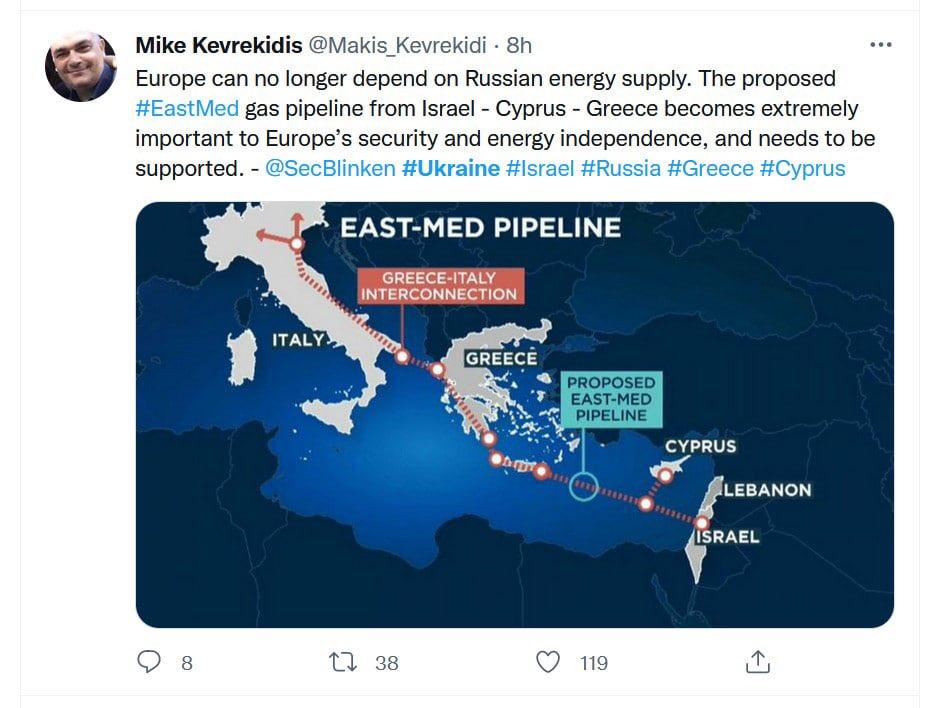 Mike Kevrekidis @Makis_Kevrekidi · 8h
Europe can no longer depend on Russian energy supply. The proposed
#EastMed gas pipeline from Israel - Cyprus - Greece becomes extremely
important to Europe's security and energy independence, and needs to be
supported. - @SecBlinken #Ukraine #Israel #Russia #Greece #Cyprus
EAST-MED PIPELINE
GREECE-ITALY
INTERCONNECTION
ITALY
GREECE
PROPOSED
EAST-MED
PIPELINE
CYPRUS
LEBANON
ISRAEL
8 38 119